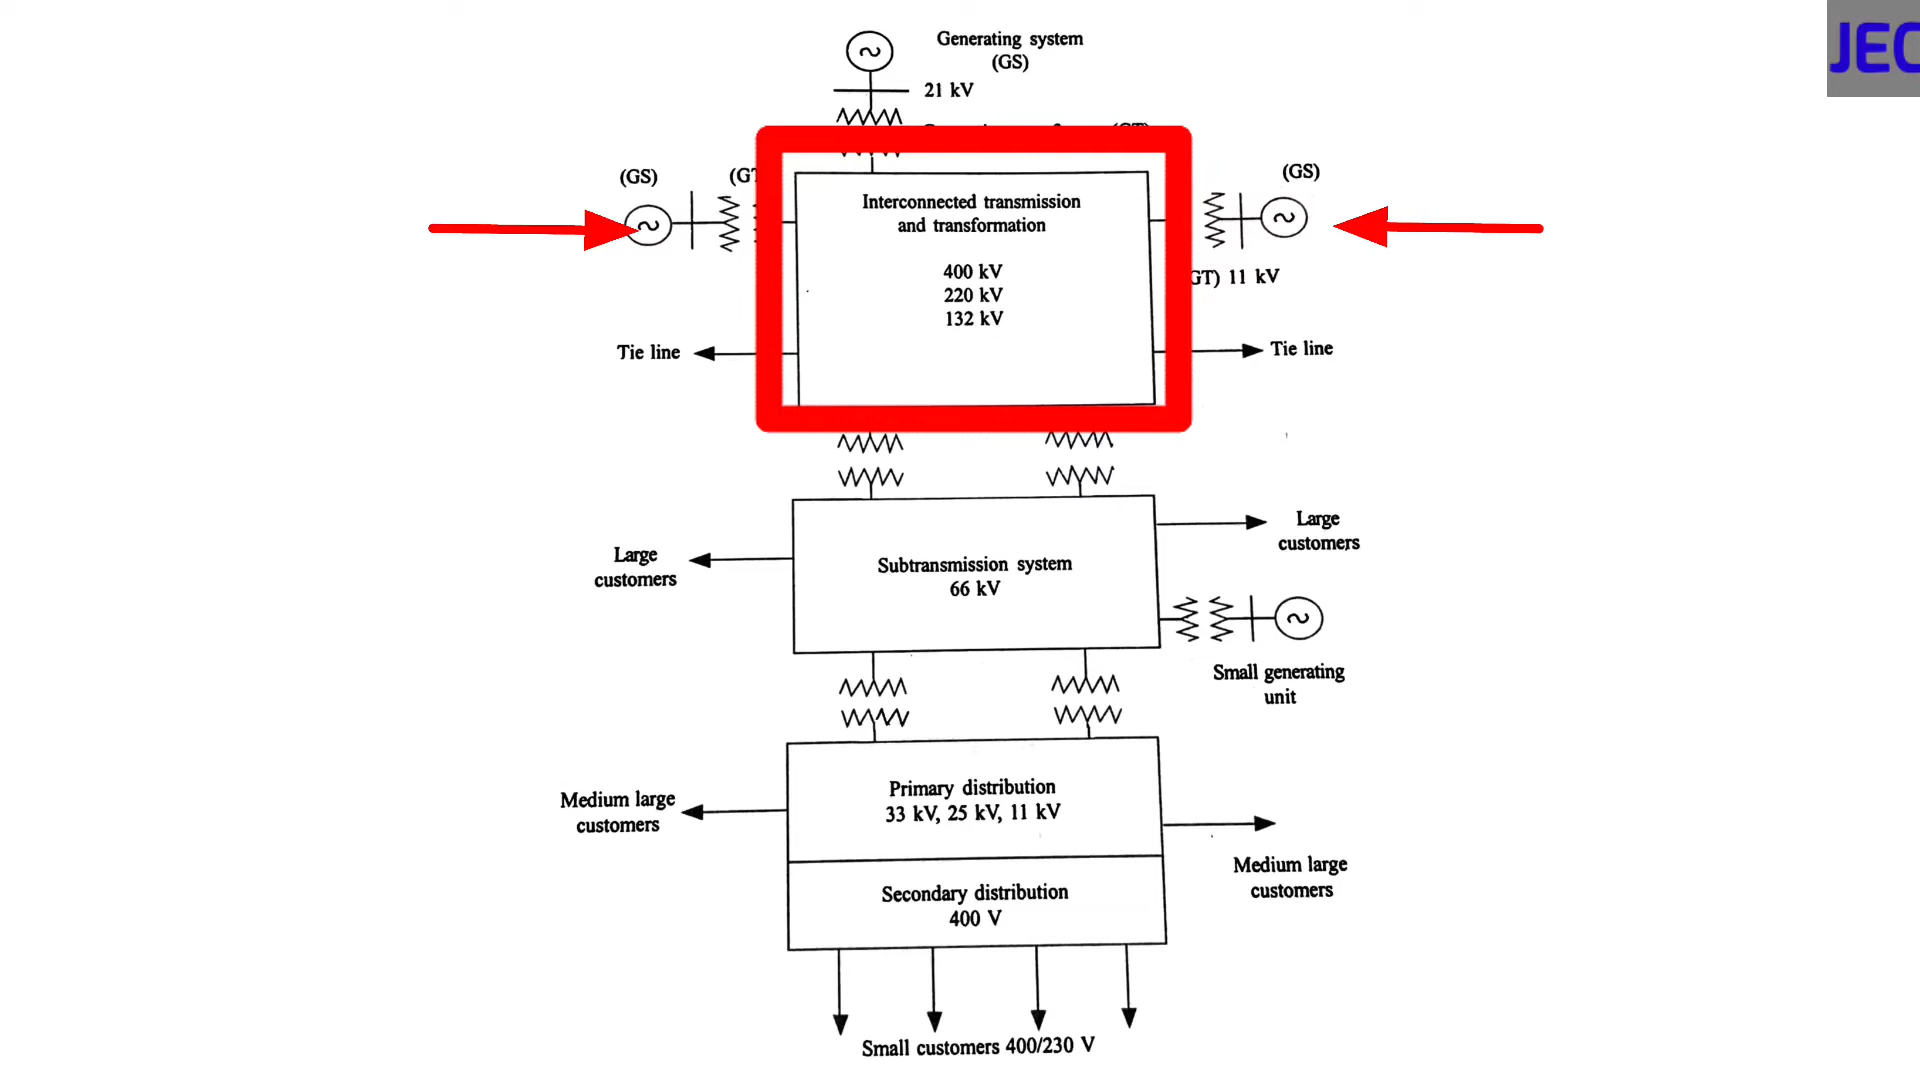 JEC
Generating system
(GS)
21 kV
(GS)
(GS)
Interconnected transmission
and transformation
400 kV
220 kV
132 kV
11 kV
Tie line
Tie line
Large
customers
Large
customers
Subtransmission system
66 kV
Small generating
unit
Primary distribution
33 kV, 25 kV, 11 kV
Medium large
customers
Medium large
customers
Secondary distribution
400 V
Small customers 400/230 V